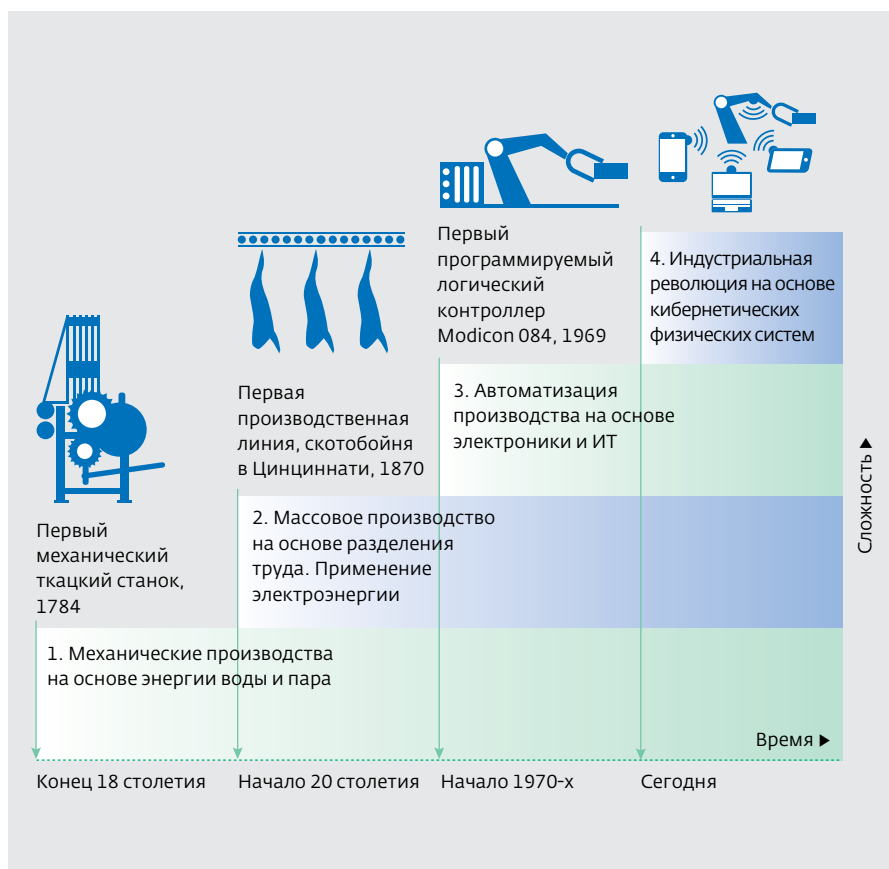 Первый
механический
ткацкий станок,
1784
Первая
производственная
линия, скотобойня
в Цинциннати, 1870
Первый
программируемый
логический
контроллер
Modicon 084, 1969
4. Индустриальная
революция на основе
кибернетических
физических систем
3. Автоматизация
производства на основе
электроники и ИТ
2. Массовое производство
на основе разделения
труда. Применение
электроэнергии
1. Механические производства
на основе энергии воды и пара
Сложность ▶
Время ▶
Конец 18 столетия
Начало 20 столетия
Начало 1970-х
Сегодня